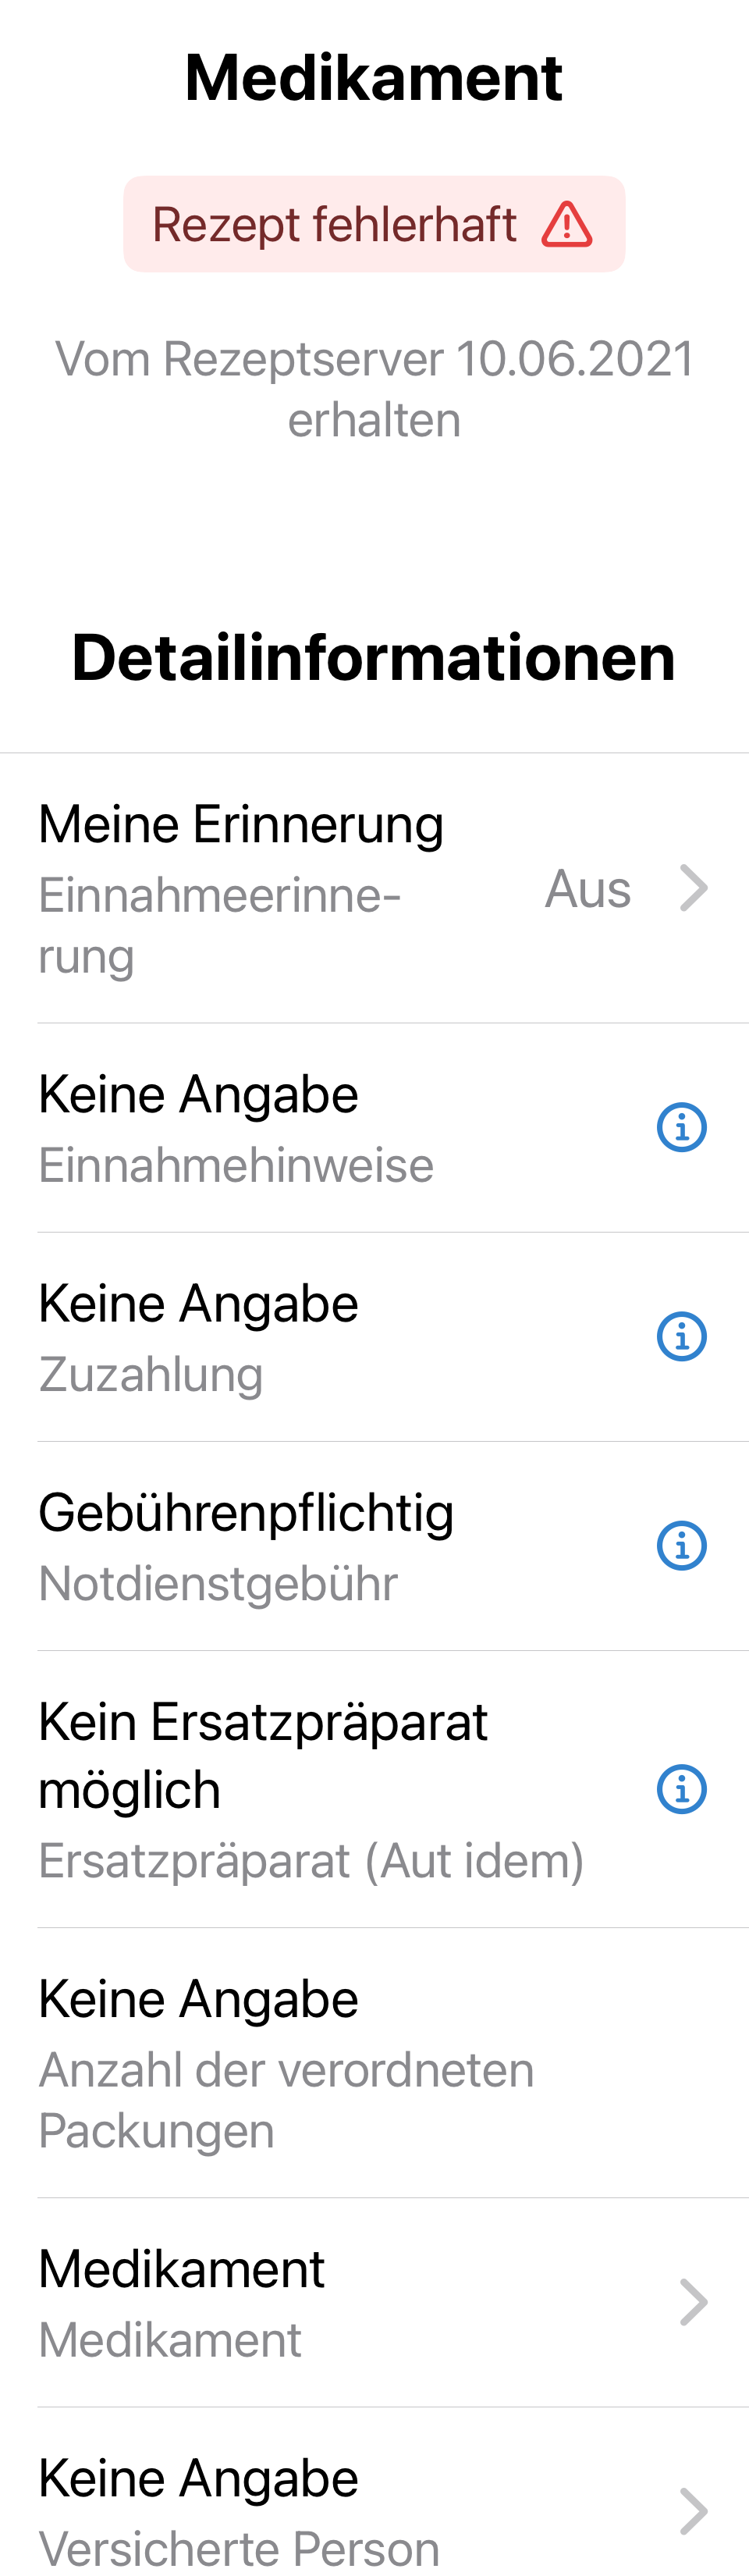 Medikament
Rezept fehlerhaft
Vom Rezeptserver 10.06.2021
erhalten
Detailinformationen
Meine Erinnerung
Einnahmeerinne-
rung
Aus
Keine Angabe
Einnahmehinweise
Keine Angabe
Zuzahlung
Gebührenpflichtig
Notdienstgebühr
Kein Ersatzpräparat
möglich
Ersatzpräparat (Aut idem)
Keine Angabe
Anzahl der verordneten
Packungen
Medikament
Medikament
Keine Angabe
Versicherte Person